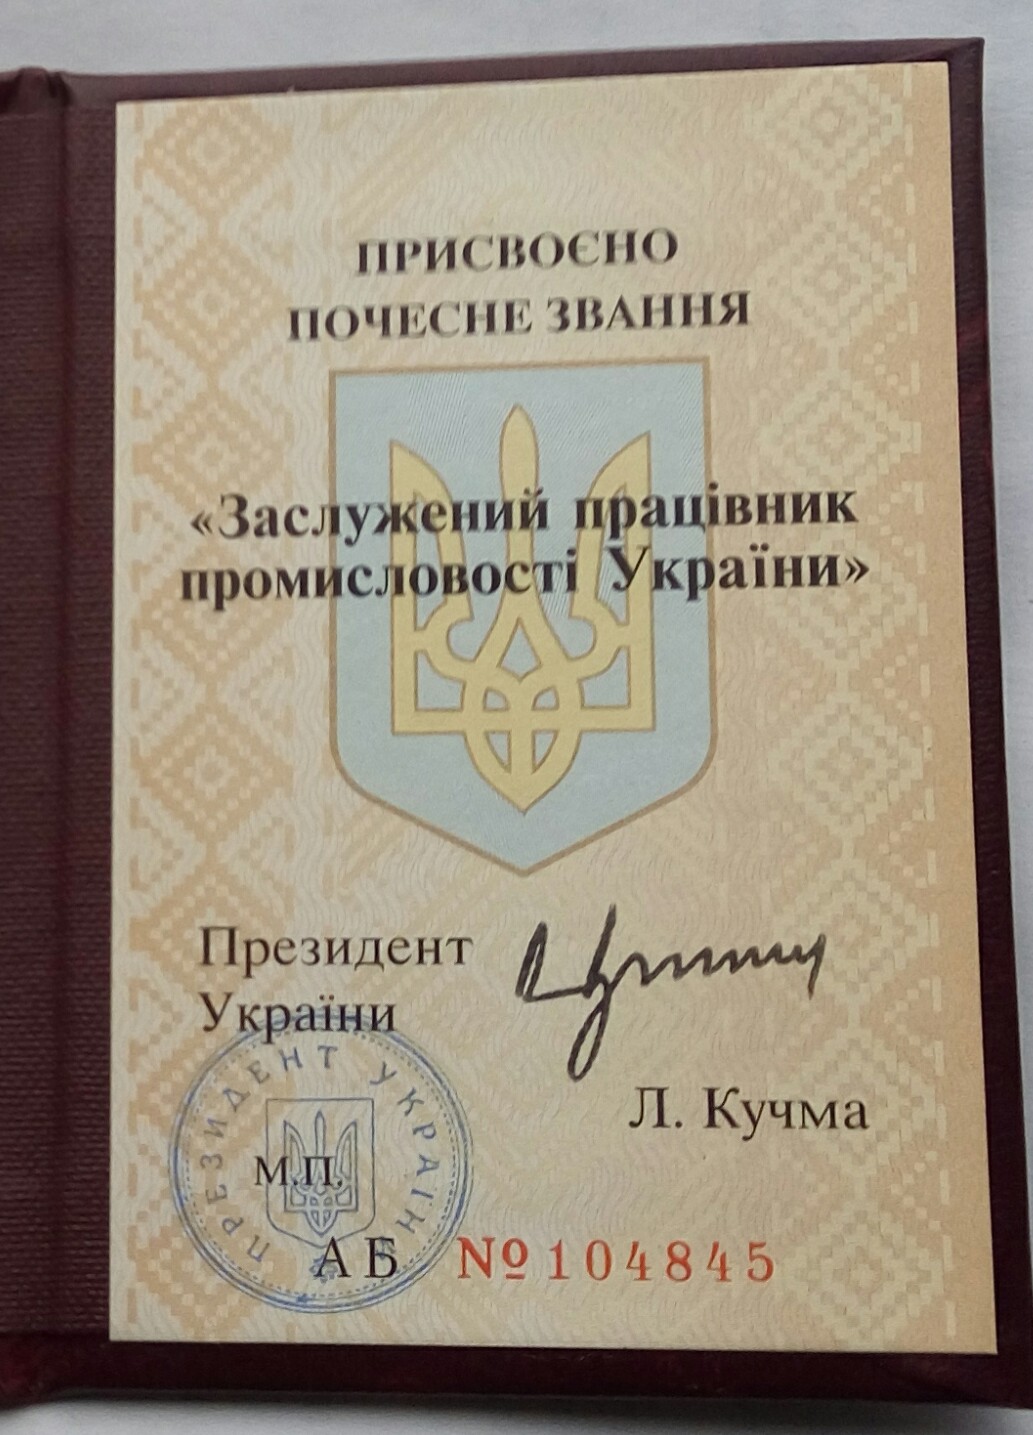 ПРИСВОЄНО
ПОЧЕСНЕ ЗВАННЯ
«Заслужений працівник
промисловості України»
Президент
України
Л. Кучма
ПРЕЗИДЕНТ УКРАЇНИ
М.П.
АБ №104845